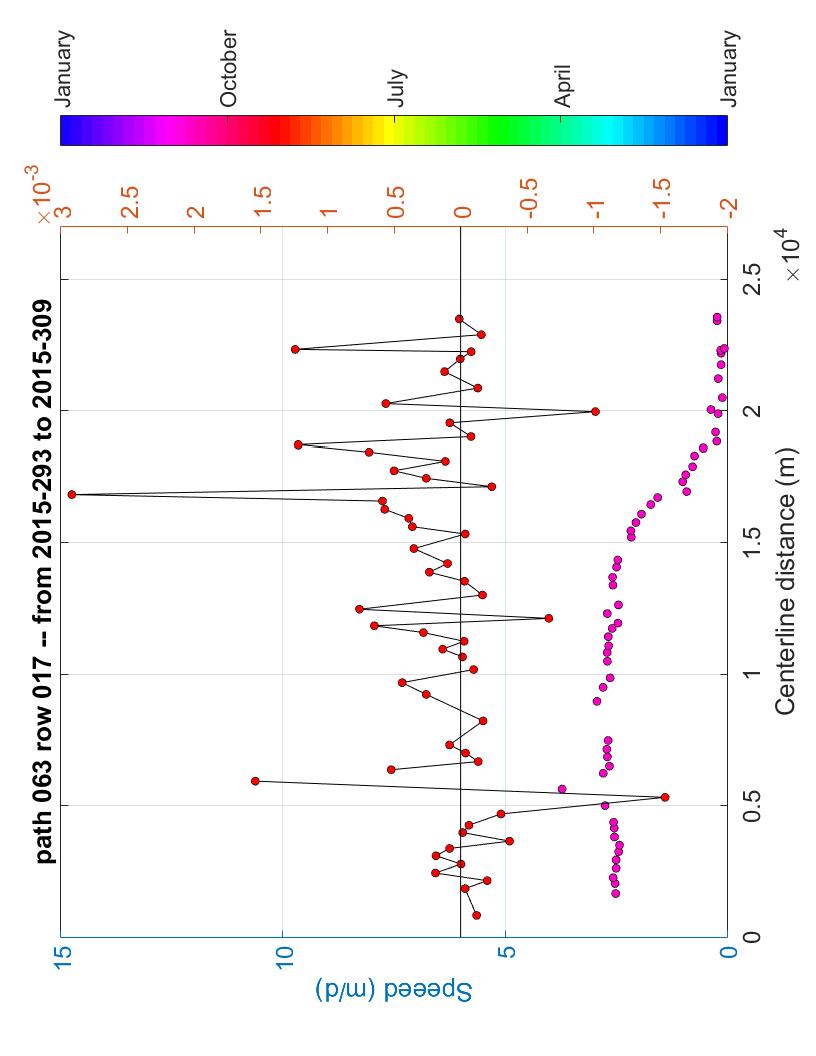 path 063 row 017 -- from 2015-293 to 2015-309
×10-3
3
2.5
2
1.5
1
0.5
0
-0.5
-1
-1.5
-2
January
October
July
April
January
15
10
5
0
Speeed (m/d)
0
0.5
1
1.5
2
2.5
×104
Centerline distance (m)